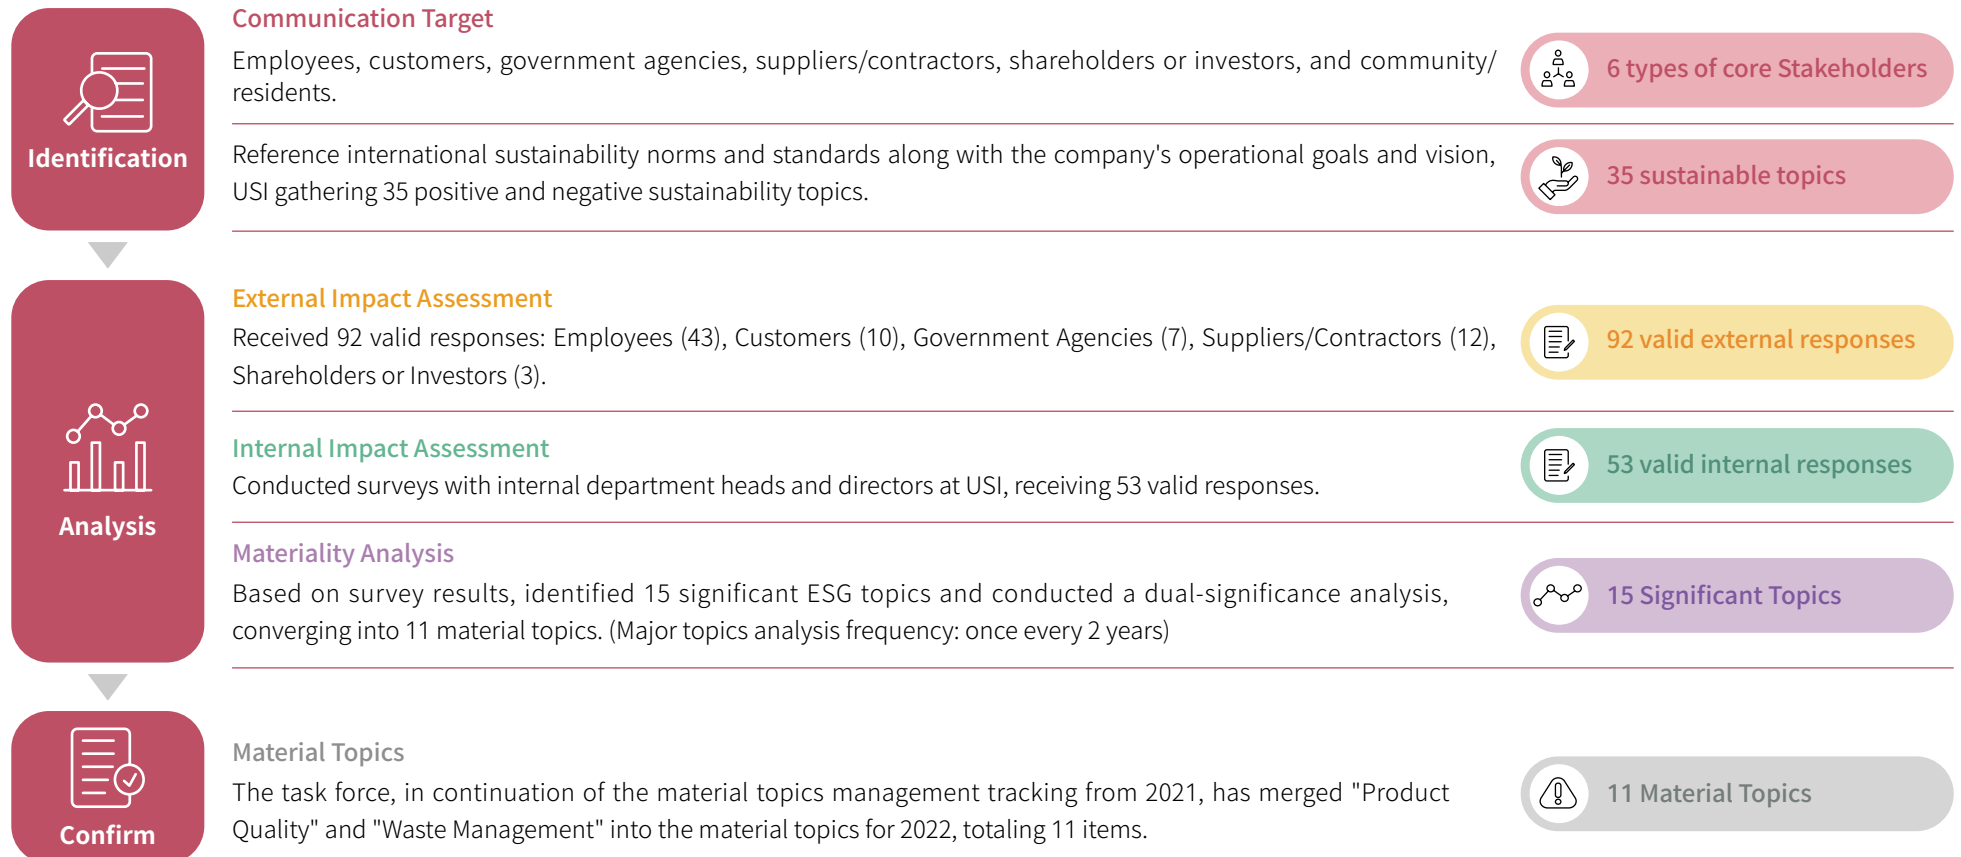 Identification
Communication Target
Employees, customers, government agencies, suppliers/contractors, shareholders or investors, and community/
residents.
6 types of core Stakeholders
Reference international sustainability norms and standards along with the company's operational goals and vision,
USI gathering 35 positive and negative sustainability topics.
35 sustainable topics
Analysis
External Impact Assessment
Received 92 valid responses: Employees (43), Customers (10), Government Agencies (7), Suppliers/Contractors (12),
Shareholders or Investors (3).
92 valid external responses
Internal Impact Assessment
Conducted surveys with internal department heads and directors at USI, receiving 53 valid responses.
53 valid internal responses
Materiality Analysis
Based on survey results, identified 15 significant ESG topics and conducted a dual-significance analysis,
converging into 11 material topics. (Major topics analysis frequency: once every 2 years)
15 Significant Topics
Confirm
Material Topics
The task force, in continuation of the material topics management tracking from 2021, has merged "Product
Quality" and "Waste Management" into the material topics for 2022, totaling 11 items.
11 Material Topics